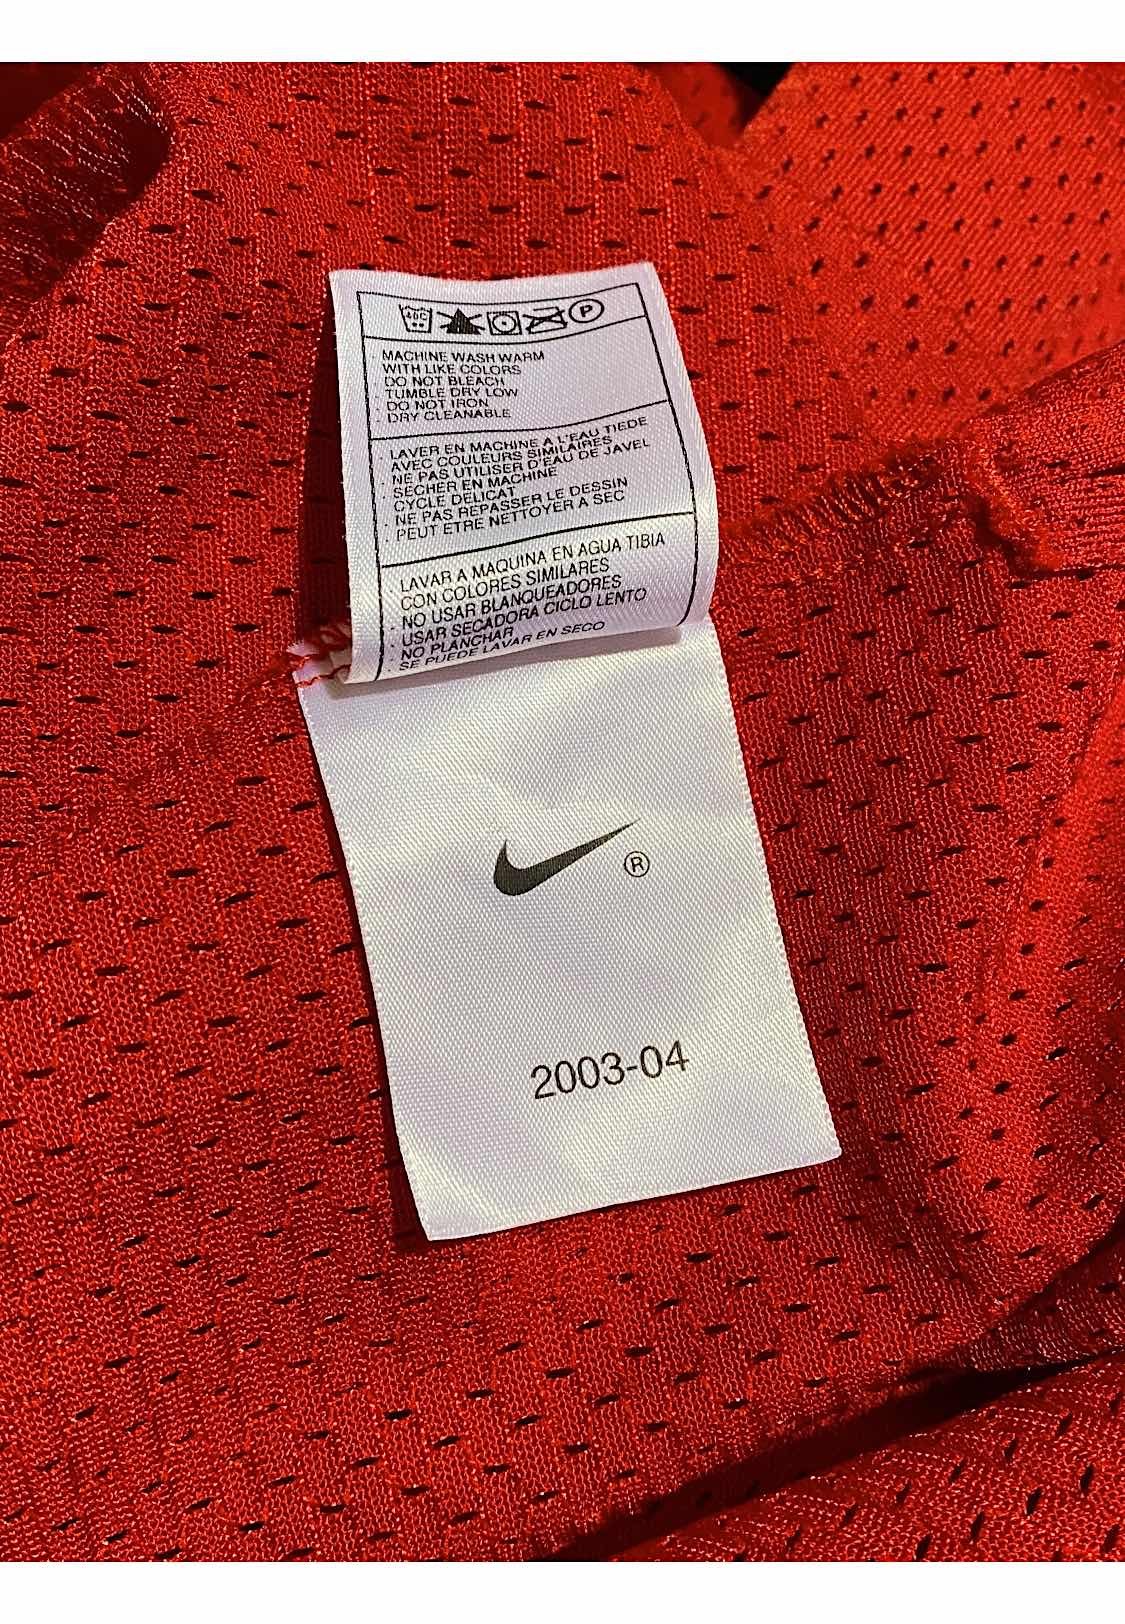 40C P
MACHINE WASH WARM
WITH LIKE COLORS
· DO NOT BLEACH
· TUMBLE DRY LOW
· DO NOT IRON
· DRY CLEANABLE
· LAVER EN MACHINE A L'EAU TIEDE
AVEC COULEURS SIMILAIRES
· NE PAS UTILISER D'EAU DE JAVEL
· SECHER EN MACHINE
CYCLE DELICAT
· NE PAS REPASSER LE DESSIN
· PEUT ETRE NETTOYER A SEC
· LAVAR A MAQUINA EN AGUA TIBIA
CON COLORES SIMILARES
· NO USAR BLANQUEADORES
· USAR SECADORA CICLO LENTO
· NO PLANCHAR
· SE PUEDE LAVAR EN SECO
®
2003-04